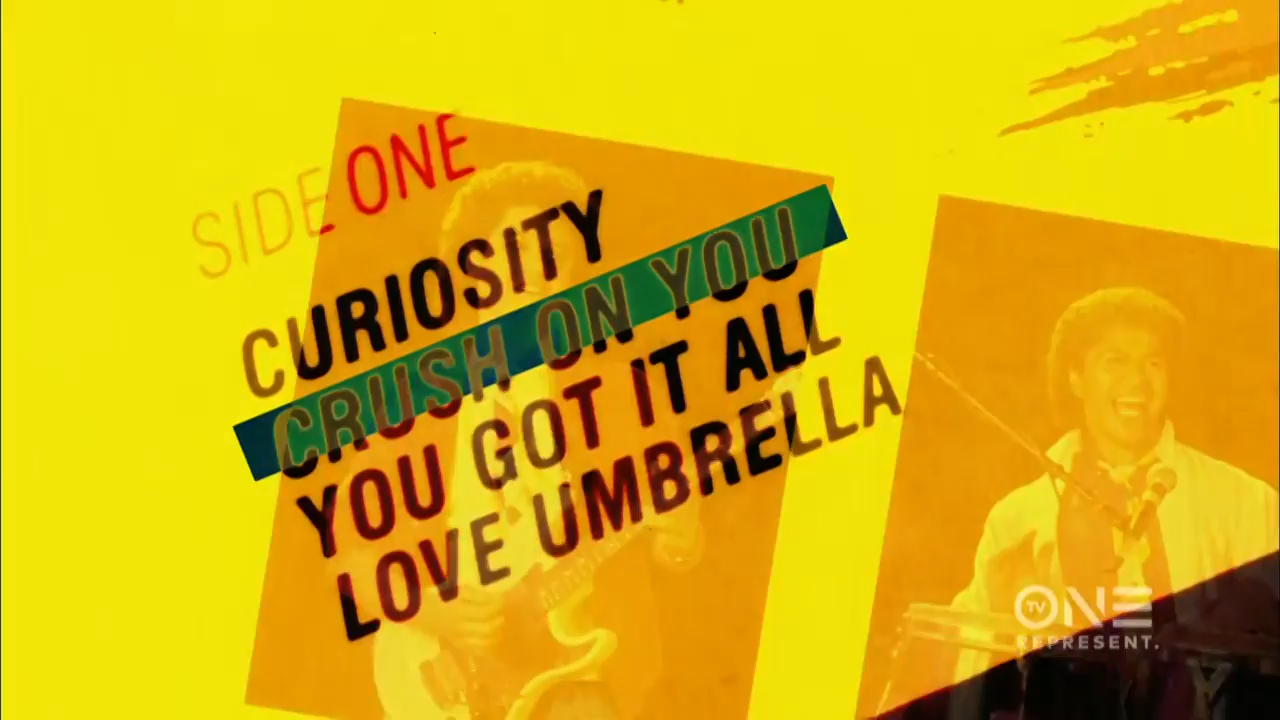 SIDE ONE
CURIOSITY
CRUSH ON YOU
YOU GOT IT ALL
LOVE UMBRELLA
TV ONE
REPRESENT.